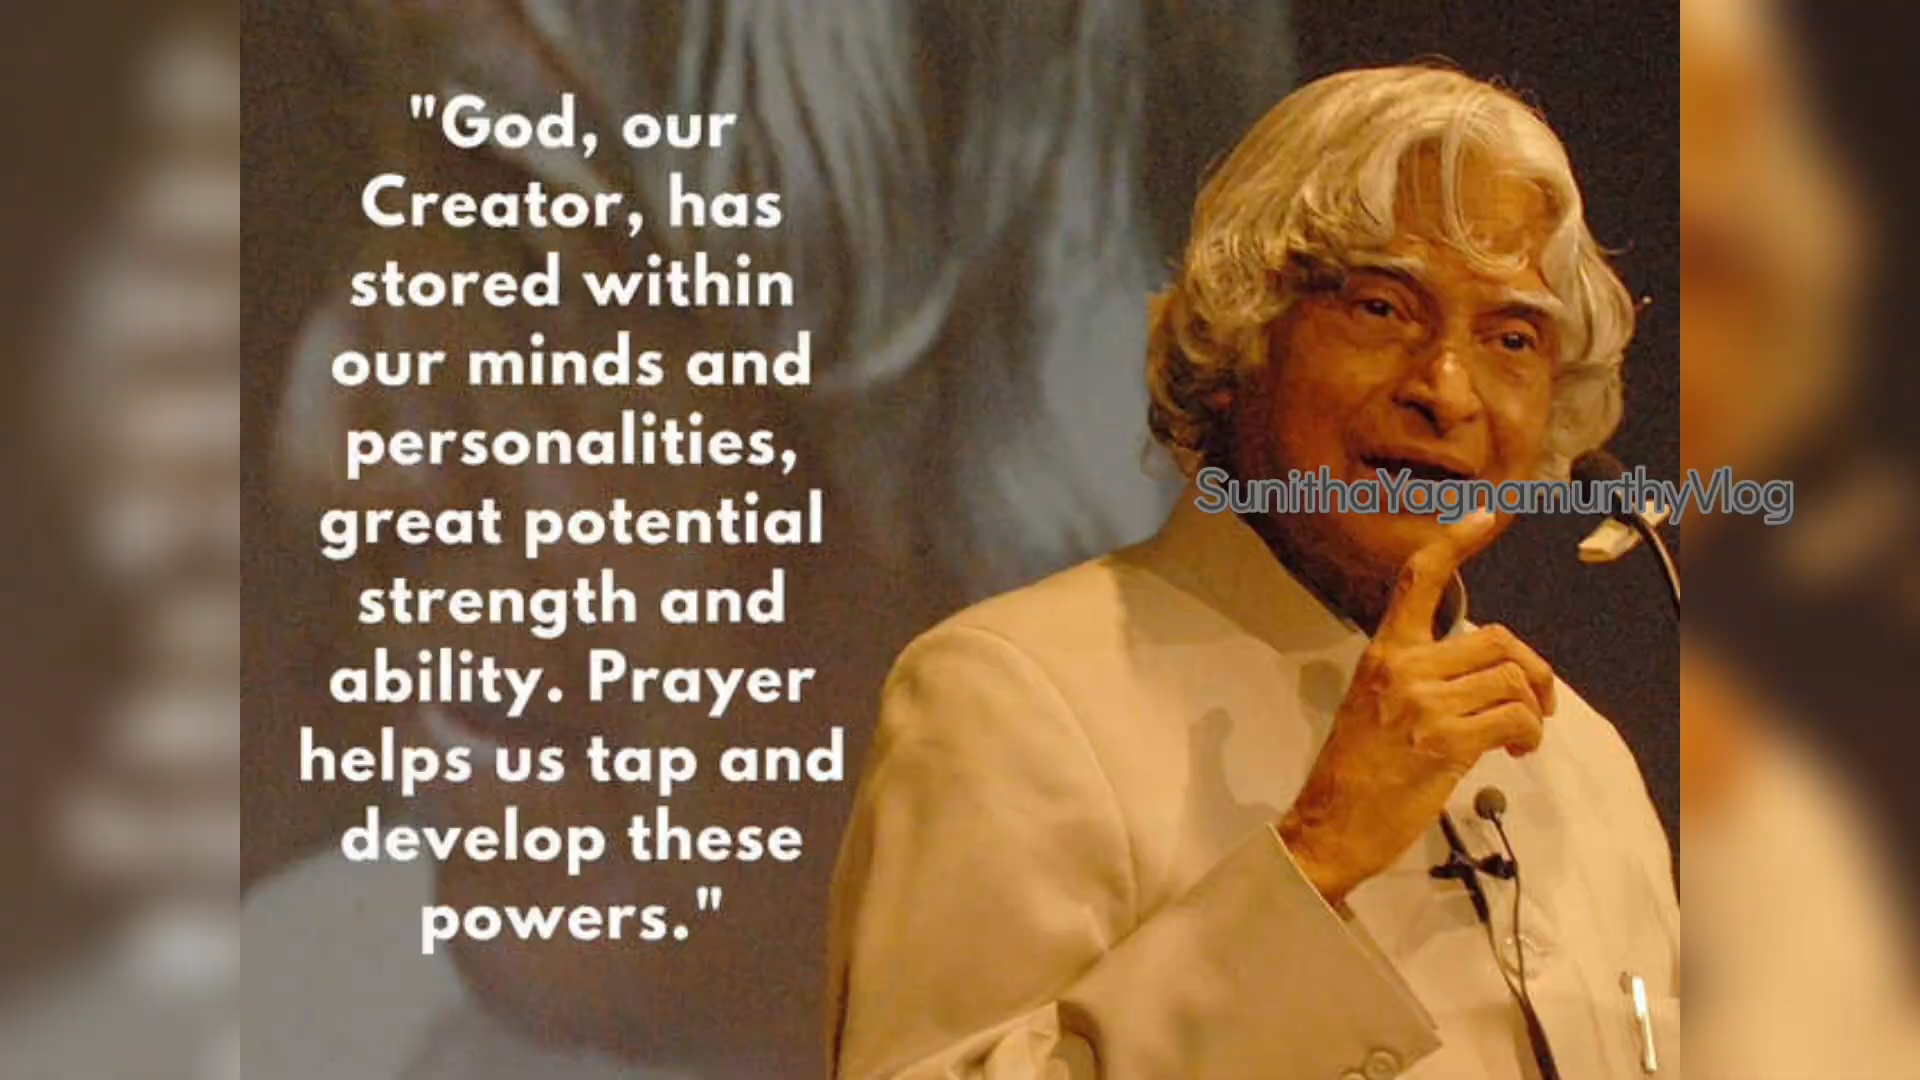 "God, our
Creator, has
stored within
our minds and
personalities,
great potential
strength and
ability. Prayer
helps us tap and
develop these
powers."
SunithaYagnamurthyVlog